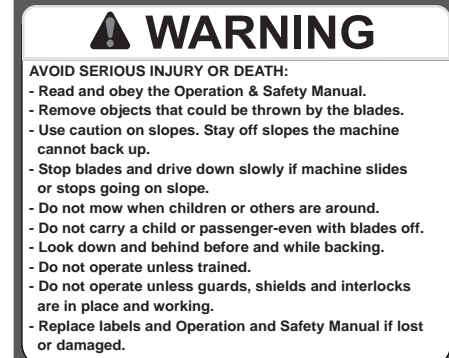 WARNING
AVOID SERIOUS INJURY OR DEATH:
- Read and obey the Operation & Safety Manual.
- Remove objects that could be thrown by the blades.
- Use caution on slopes. Stay off slopes the machine
cannot back up.
- Stop blades and drive down slowly if machine slides
or stops going on slope.
- Do not mow when children or others are around.
- Do not carry a child or passenger-even with blades off.
- Look down and behind before and while backing.
- Do not operate unless trained.
- Do not operate unless guards, shields and interlocks
are in place and working.
- Replace labels and Operation and Safety Manual if lost
or damaged.